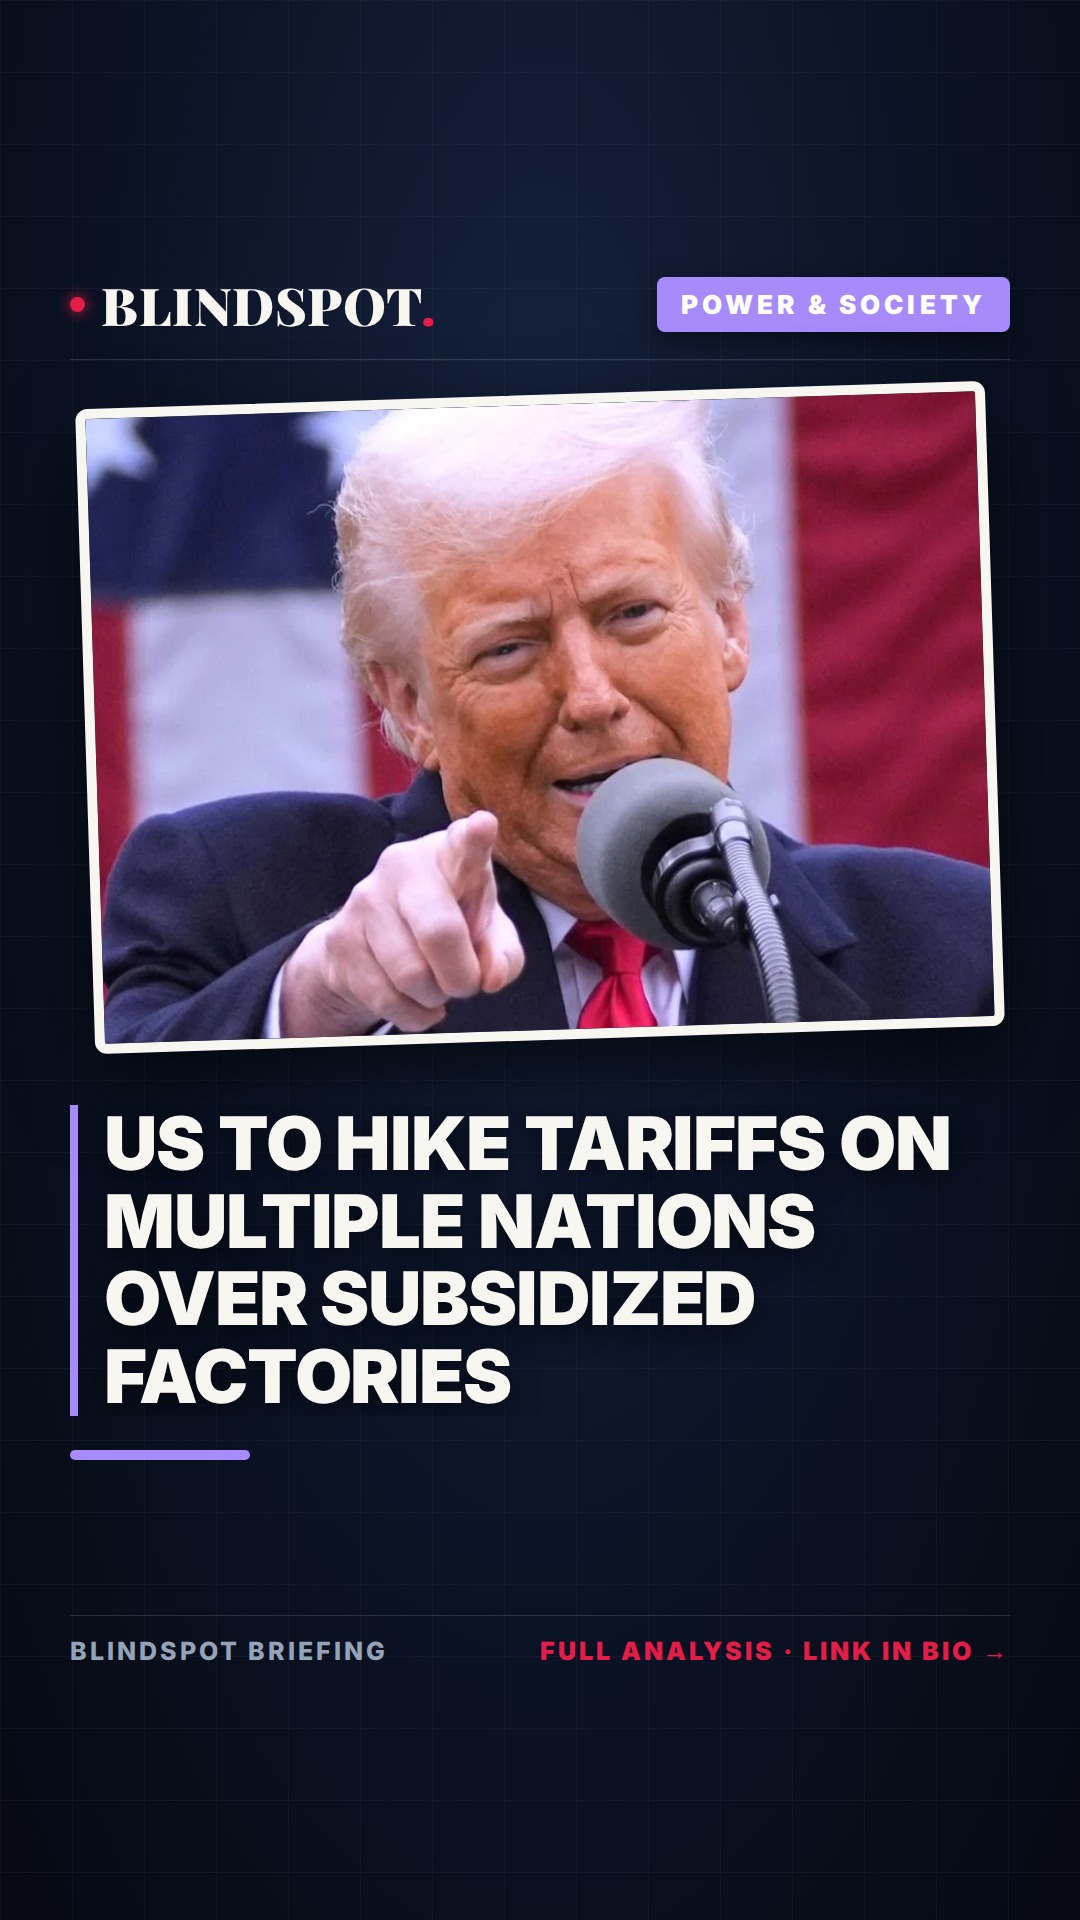 BLINDSPOT.
POWER & SOCIETY
US TO HIKE TARIFFS ON
MULTIPLE NATIONS
OVER SUBSIDIZED
FACTORIES
BLINDSPOT BRIEFING
FULL ANALYSIS · LINK IN BIO →